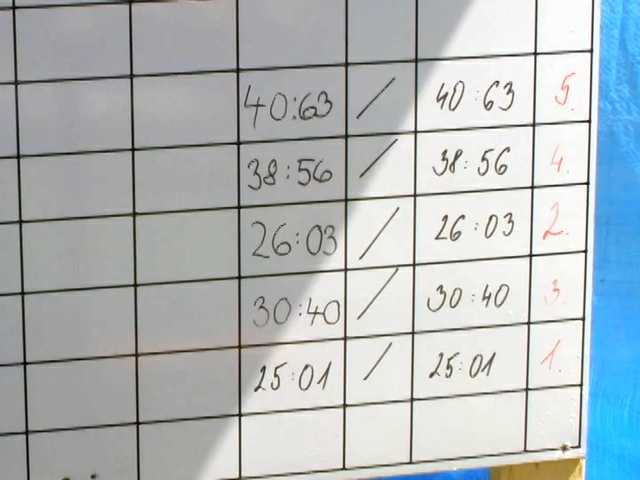 40:63 / 40:63 5.
38:56 / 38:56 4.
26:03 / 26:03 2.
30:40 / 30:40 3.
25:01 / 25:01 1.